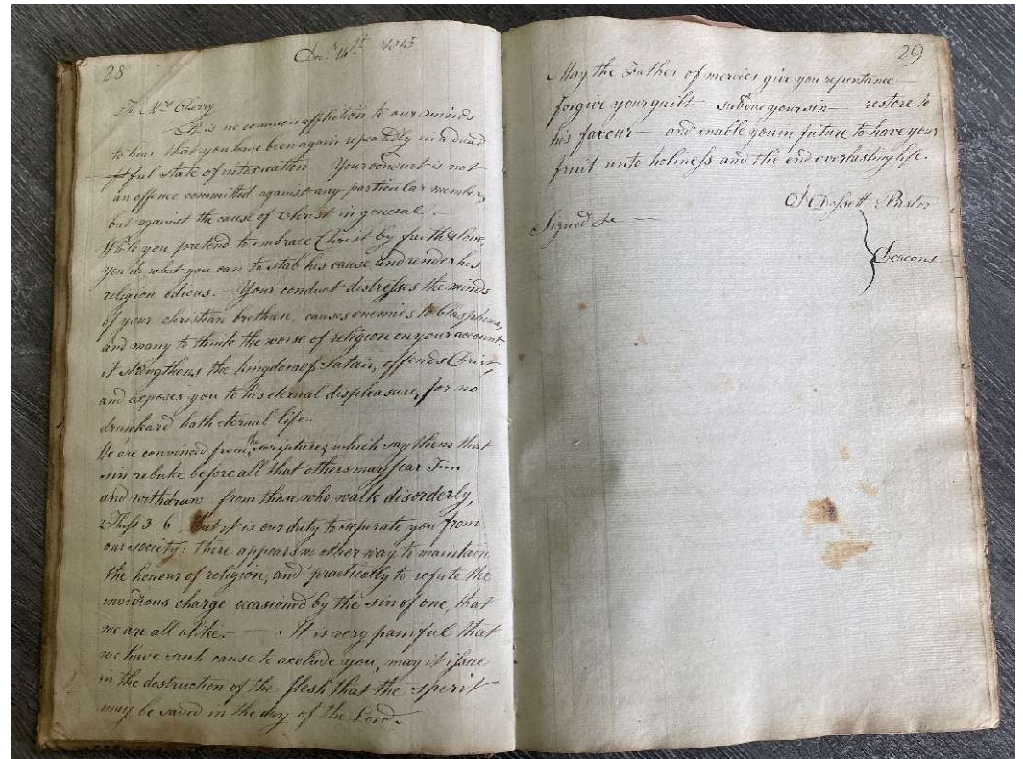 28
Dec. 14th 1815
To Mr Cherry
It is no common affliction to our minds
to hear that you have been again repeatedly in a dread
ful state of intoxication Your conduct is not
an offence committed against any particular member,
but against the cause of Christ in general.
While you pretend to embrace Christ by faith & love,
you do what you can to stab his cause, and render his
religion odious. Your conduct distresses the minds
of your christian brethren, causes enemies to blaspheme,
and many to think the worse of religion on your account
it strengthens the kingdom of Satan, offends Christ,
and exposes you to his eternal displeasure, for no
drunkard hath eternal life.
We are convinced from the scriptures, which say them that
sin rebuke before all that others may fear Tim
and withdraw from those who walk disorderly,
2 Thess 3 6 that it is our duty to separate you from
our society: there appears no other way to maintain
the honour of religion, and practically to refute the
invidious charge occasioned by the sin of one, that
we are all alike. — It is very painful that
we have such cause to exclude you, may it issue
in the destruction of the flesh that the spirit
may be saved in the day of the Lord.
29
May the Father of mercies give you repentance —
forgive your guilt subdue your sin — restore to
his favour — and enable you in future to have your
fruit unto holiness and the end everlasting life.
Pastor
Signed &c —
Deacons